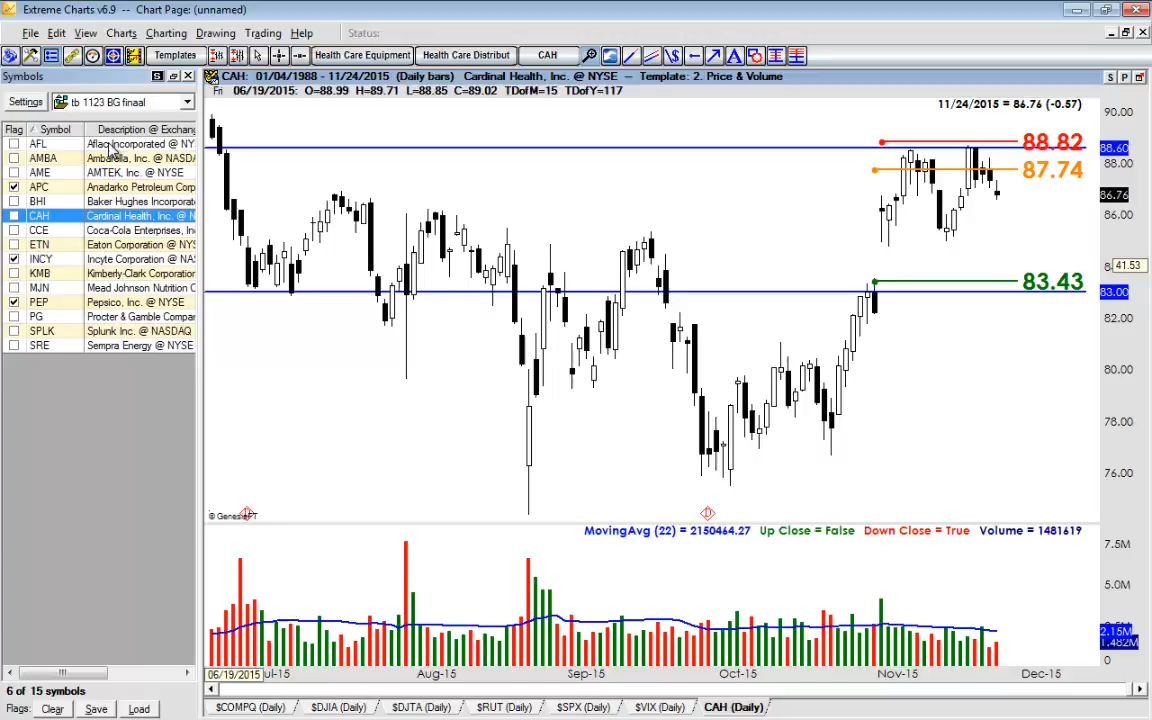 Extreme Charts v6.9 -- Chart Page: (unnamed)
File Edit View Charts Charting Drawing Trading Help Status:
Templates Health Care Equipment Health Care Distribut CAH
Symbols S
CAH: 01/04/1988 - 11/24/2015 (Daily bars) Cardinal Health, Inc. @ NYSE -- Template: 2. Price & Volume S P
Fri 06/19/2015: O=88.99 H=89.71 L=88.85 C=89.02 TDofM=15 TDofY=117
Settings tb 1123 BG finaal
11/24/2015 = 86.76 (-0.57)
Flag Symbol Description @ Exchang
AFL Aflac Incorporated @ NY
AMBA Ambarella, Inc. @ NASDA
AME AMTEK, Inc. @ NYSE
APC Anadarko Petroleum Corp
BHI Baker Hughes Incorporate
CAH Cardinal Health, Inc. @ N
CCE Coca-Cola Enterprises, In
ETN Eaton Corporation @ NYS
INCY Incyte Corporation @ NAS
KMB Kimberly-Clark Corporation
MJN Mead Johnson Nutrition C
PEP Pepsico, Inc. @ NYSE
PG Procter & Gamble Compan
SPLK Splunk Inc. @ NASDAQ
SRE Sempra Energy @ NYSE
88.82
87.74
83.43
90.00
88.60
88.00
86.76
86.00
41.53
83.00
82.00
80.00
78.00
76.00
D
© GenesisFT
MovingAvg (22) = 2150464.27 Up Close = False Down Close = True Volume = 1481619
7.5M
5.0M
2.15M
1.482M
0
06/19/2015 Jul-15 Aug-15 Sep-15 Oct-15 Nov-15 Dec-15
6 of 15 symbols
Flags: Clear Save Load
$COMPQ (Daily) $DJIA (Daily) $DJTA (Daily) $RUT (Daily) $SPX (Daily) $VIX (Daily) CAH (Daily)